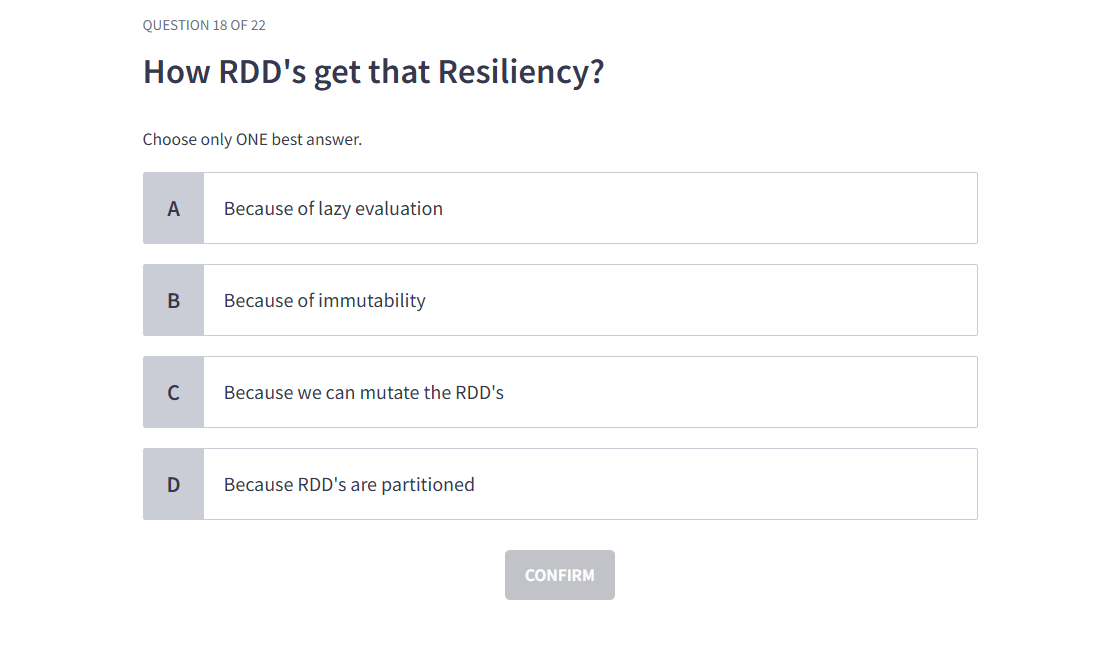 QUESTION 18 OF 22
How RDD's get that Resiliency?
Choose only ONE best answer.
A Because of lazy evaluation
B Because of immutability
C Because we can mutate the RDD's
D Because RDD's are partitioned
CONFIRM